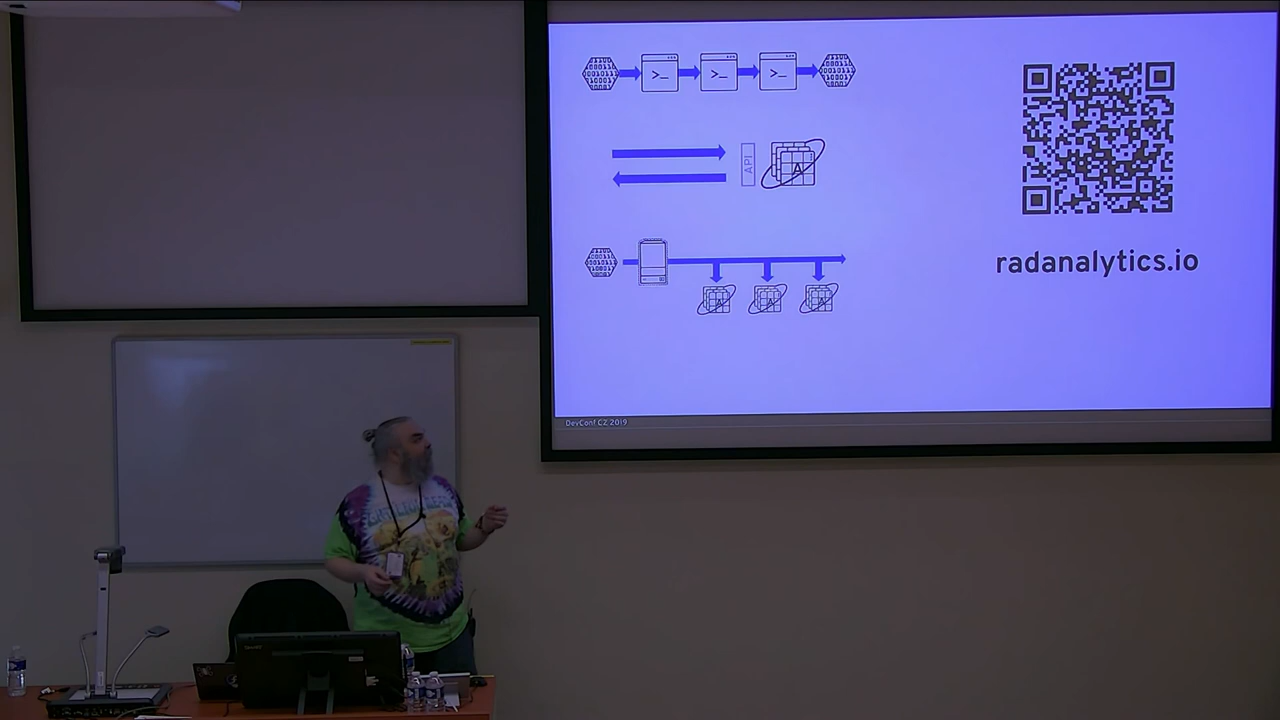 >_ >_ >_
API
A
A A A
radanalytics.io
DevConf CZ 2019